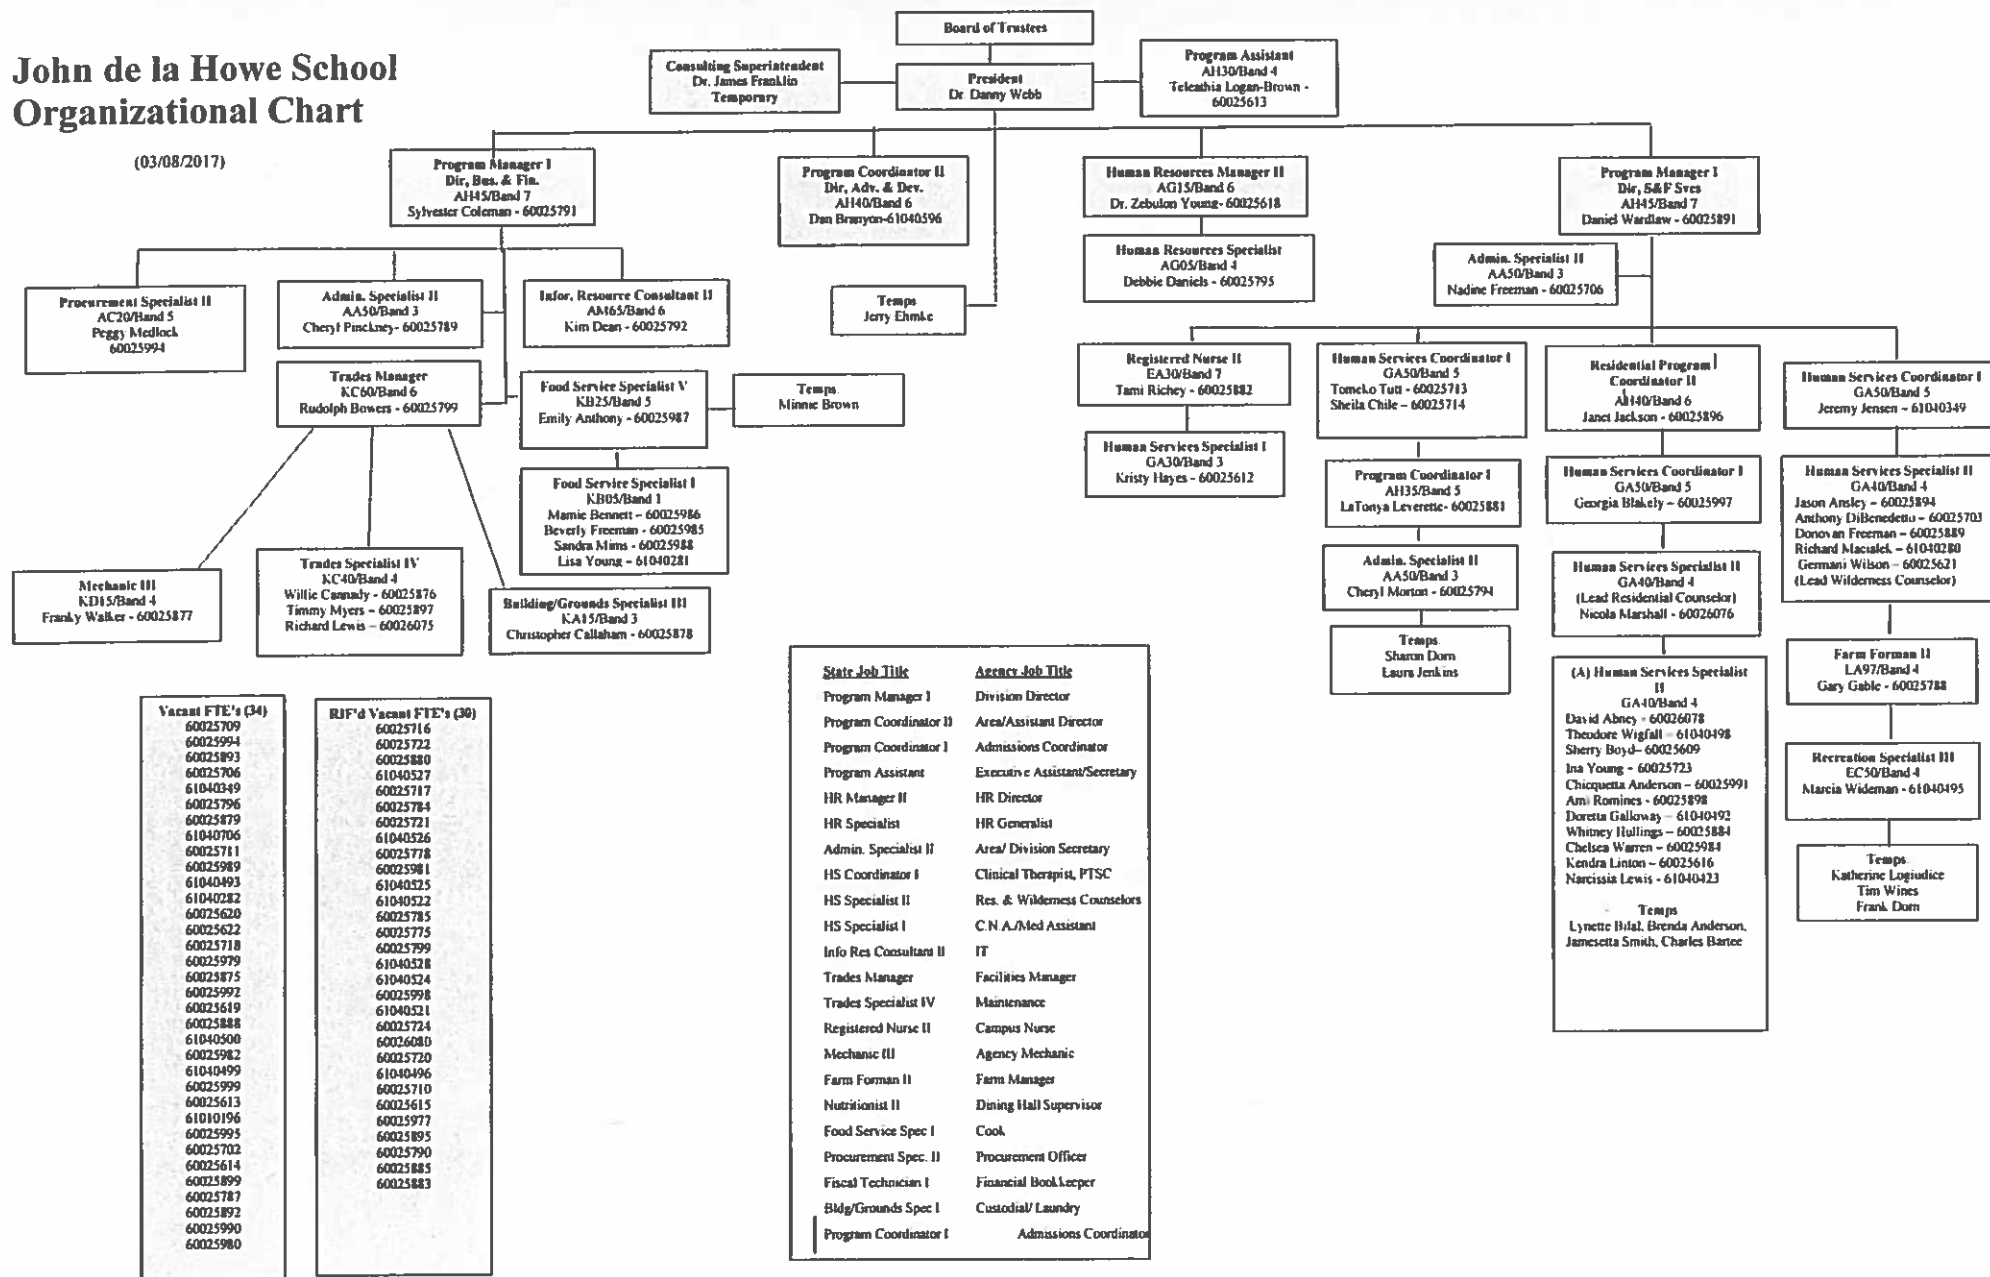 John de la Howe School
Organizational Chart
(03/08/2017)
Board of Trustees
Consulting Superintendent
Dr. James Franklin
Temporary
President
Dr. Danny Webb
Program Assistant
AH30/Band 4
Teleathia Logan-Brown -
60025613
Program Manager I
Dir, Bus. & Fin.
AH45/Band 7
Sylvester Coleman - 60025791
Program Coordinator II
Dir, Adv. & Dev.
AH40/Band 6
Dan Branyon-61040596
Human Resources Manager II
AG15/Band 6
Dr. Zebulon Young- 60025618
Program Manager I
Dir, S&F Svcs
AH45/Band 7
Daniel Wardlaw - 60025891
Human Resources Specialist
AG05/Band 4
Debbie Daniels - 60025795
Admin. Specialist II
AA50/Band 3
Nadine Freeman - 60025706
Procurement Specialist II
AC20/Band 5
Peggy Medlock
60025994
Admin. Specialist II
AA50/Band 3
Cheryl Pinckney- 60025789
Infor. Resource Consultant II
AM65/Band 6
Kim Dean - 60025792
Temps
Jerry Ehmke
Trades Manager
KC60/Band 6
Rudolph Bowers - 60025799
Food Service Specialist V
KB25/Band 5
Emily Anthony - 60025987
Temps
Minnie Brown
Food Service Specialist I
KB05/Band 1
Mamie Bennett – 60025986
Beverly Freeman - 60025985
Sandra Mims - 60025988
Lisa Young – 61040281
Mechanic III
KD15/Band 4
Franky Walker - 60025877
Trades Specialist IV
KC40/Band 4
Willie Cannady - 60025876
Timmy Myers - 60025897
Richard Lewis – 60026075
Building/Grounds Specialist III
KA15/Band 3
Christopher Callaham - 60025878
Registered Nurse II
EA30/Band 7
Tami Richey - 60025882
Human Services Specialist I
GA30/Band 3
Kristy Hayes - 60025612
Human Services Coordinator I
GA50/Band 5
Tomeko Tutt - 60025713
Sheila Chile – 60025714
Program Coordinator I
AH35/Band 5
LaTonya Leverette- 60025881
Admin. Specialist II
AA50/Band 3
Cheryl Morton - 60025794
Temps
Sharon Dorn
Laura Jenkins
Residential Program
Coordinator II
AH40/Band 6
Janet Jackson - 60025896
Human Services Coordinator I
GA50/Band 5
Georgia Blakely - 60025997
Human Services Specialist II
GA40/Band 4
(Lead Residential Counselor)
Nicola Marshall - 60026076
(A) Human Services Specialist
II
GA40/Band 4
David Abney - 60026078
Theodore Wigfall - 61040498
Sherry Boyd– 60025609
Ina Young - 60025723
Chicquetta Anderson – 60025991
Ami Romines - 60025898
Doretta Galloway – 61040492
Whitney Hullings – 60025884
Chelsea Warren – 60025984
Kendra Linton – 60025616
Narcissia Lewis - 61040423
Temps
Lynette Bilal, Brenda Anderson,
Jamesetta Smith, Charles Bartee
Human Services Coordinator I
GA50/Band 5
Jeremy Jensen – 61040349
Human Services Specialist II
GA40/Band 4
Jason Ansley – 60025894
Anthony DiBenedetto – 60025703
Donovan Freeman - 60025889
Richard Macialek - 61040280
Germani Wilson – 60025621
(Lead Wilderness Counselor)
Farm Forman II
LA97/Band 4
Gary Gable - 60025788
Recreation Specialist III
EC50/Band 4
Marcia Wideman - 61040495
Temps
Katherine Logiudice
Tim Wines
Frank Dorn
Vacant FTE's (34)
60025709
60025994
60025893
60025706
61040349
60025796
60025879
61040706
60025711
60025989
61040493
61040282
60025620
60025622
60025718
60025979
60025875
60025992
60025619
60025888
61040500
60025982
61040499
60025999
60025613
61010196
60025995
60025702
60025614
60025899
60025787
60025892
60025990
60025980
RIF'd Vacant FTE's (30)
60025716
60025722
60025880
61040527
60025717
60025784
60025721
61040526
60025778
60025981
61040525
61040522
60025785
60025775
60025799
61040528
61040524
60025998
61040521
60025724
60026080
60025720
61040496
60025710
60025615
60025977
60025895
60025790
60025885
60025883
State Job Title Agency Job Title
Program Manager I Division Director
Program Coordinator II Area/Assistant Director
Program Coordinator I Admissions Coordinator
Program Assistant Executive Assistant/Secretary
HR Manager II HR Director
HR Specialist HR Generalist
Admin. Specialist II Area/ Division Secretary
HS Coordinator I Clinical Therapist, PTSC
HS Specialist II Res. & Wilderness Counselors
HS Specialist I C.N.A./Med Assistant
Info Res Consultant II IT
Trades Manager Facilities Manager
Trades Specialist IV Maintenance
Registered Nurse II Campus Nurse
Mechanic III Agency Mechanic
Farm Forman II Farm Manager
Nutritionist II Dining Hall Supervisor
Food Service Spec I Cook
Procurement Spec. II Procurement Officer
Fiscal Technician I Financial Bookkeeper
Bldg/Grounds Spec I Custodial/ Laundry
Program Coordinator I Admissions Coordinator